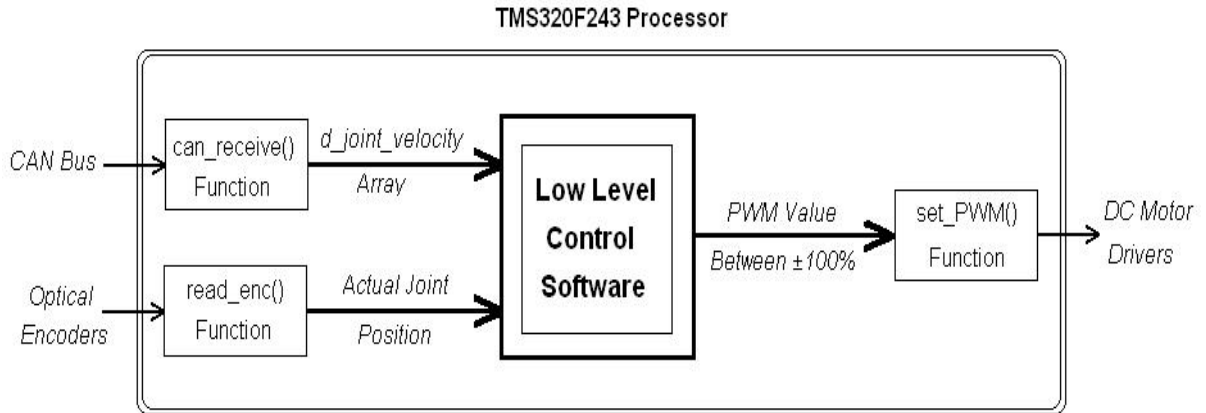 TMS320F243 Processor
CAN Bus
can_receive()
Function
d_joint_velocity
Array
Optical
Encoders
read_enc()
Function
Actual Joint
Position
Low Level
Control
Software
PWM Value
Between ±100%
set_PWM()
Function
DC Motor
Drivers